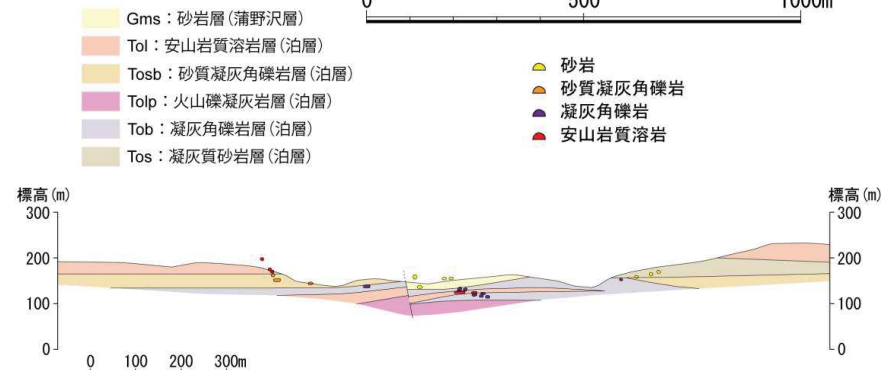 0 500 1000m
Gms：砂岩層（蒲野沢層）
Tol：安山岩質溶岩層（泊層）
Tosb：砂質凝灰角礫岩層（泊層）
Tolp：火山礫凝灰岩層（泊層）
Tob：凝灰角礫岩層（泊層）
Tos：凝灰質砂岩層（泊層）
砂岩
砂質凝灰角礫岩
凝灰角礫岩
安山岩質溶岩
標高(m) 標高(m)
300 300
200 200
100 100
0 0
0 100 200 300m